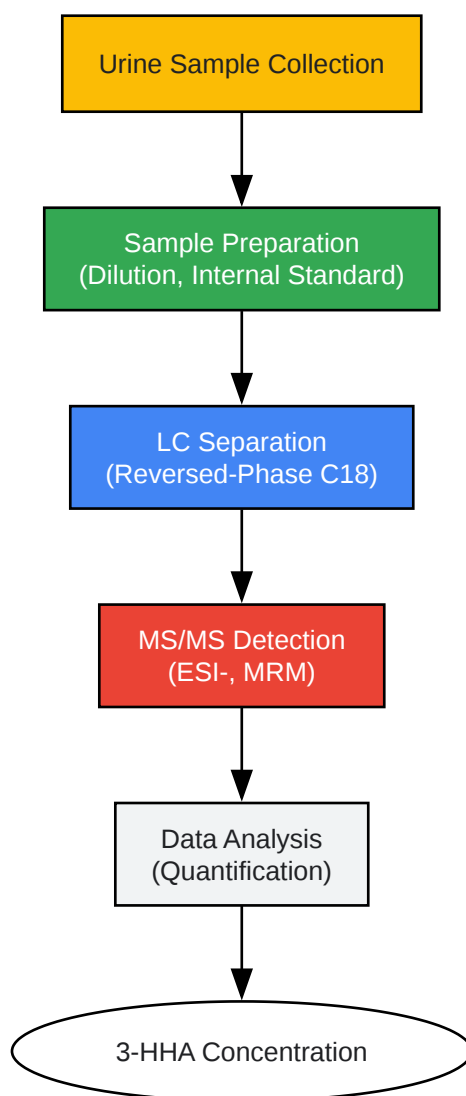 Urine Sample Collection
Sample Preparation
(Dilution, Internal Standard)
LC Separation
(Reversed-Phase C18)
MS/MS Detection
(ESI-, MRM)
Data Analysis
(Quantification)
3-HHA Concentration